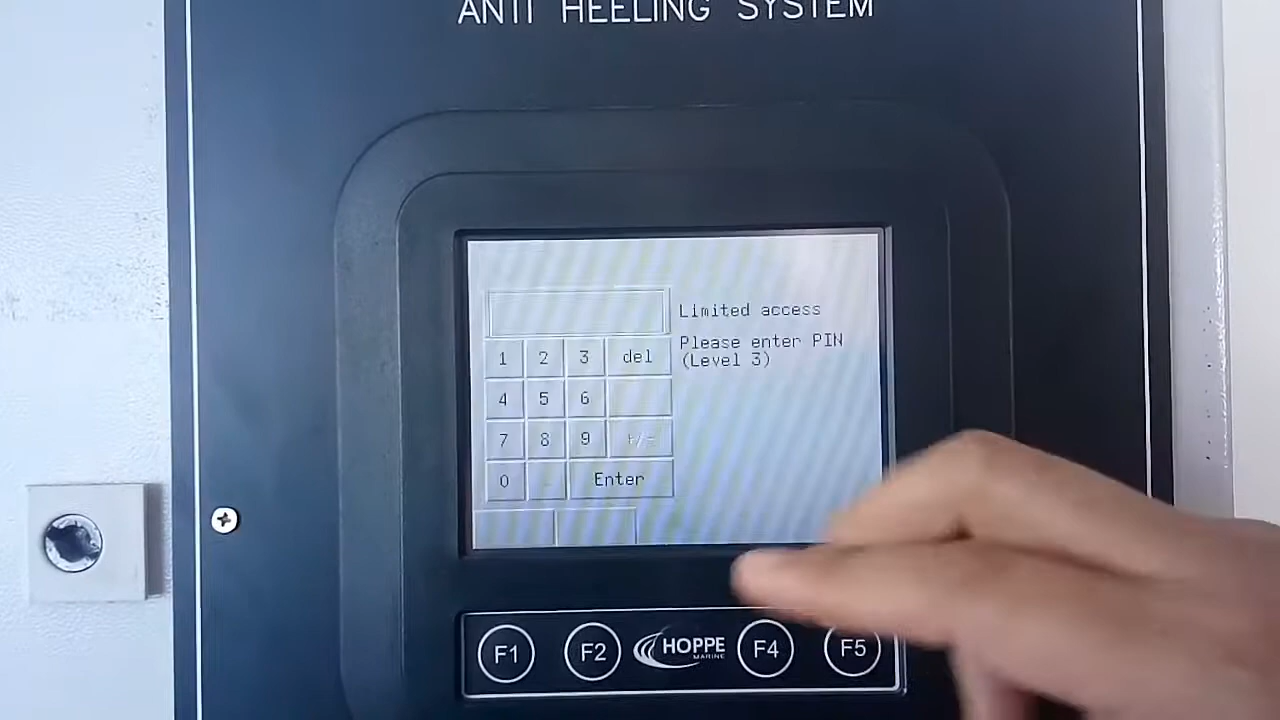 ANTI HEELING SYSTEM
Limited access
Please enter PIN
(Level 3)
1 2 3 del
4 5 6
7 8 9 +/-
0 . Enter
F1 F2 HOPPE MARINE F4 F5